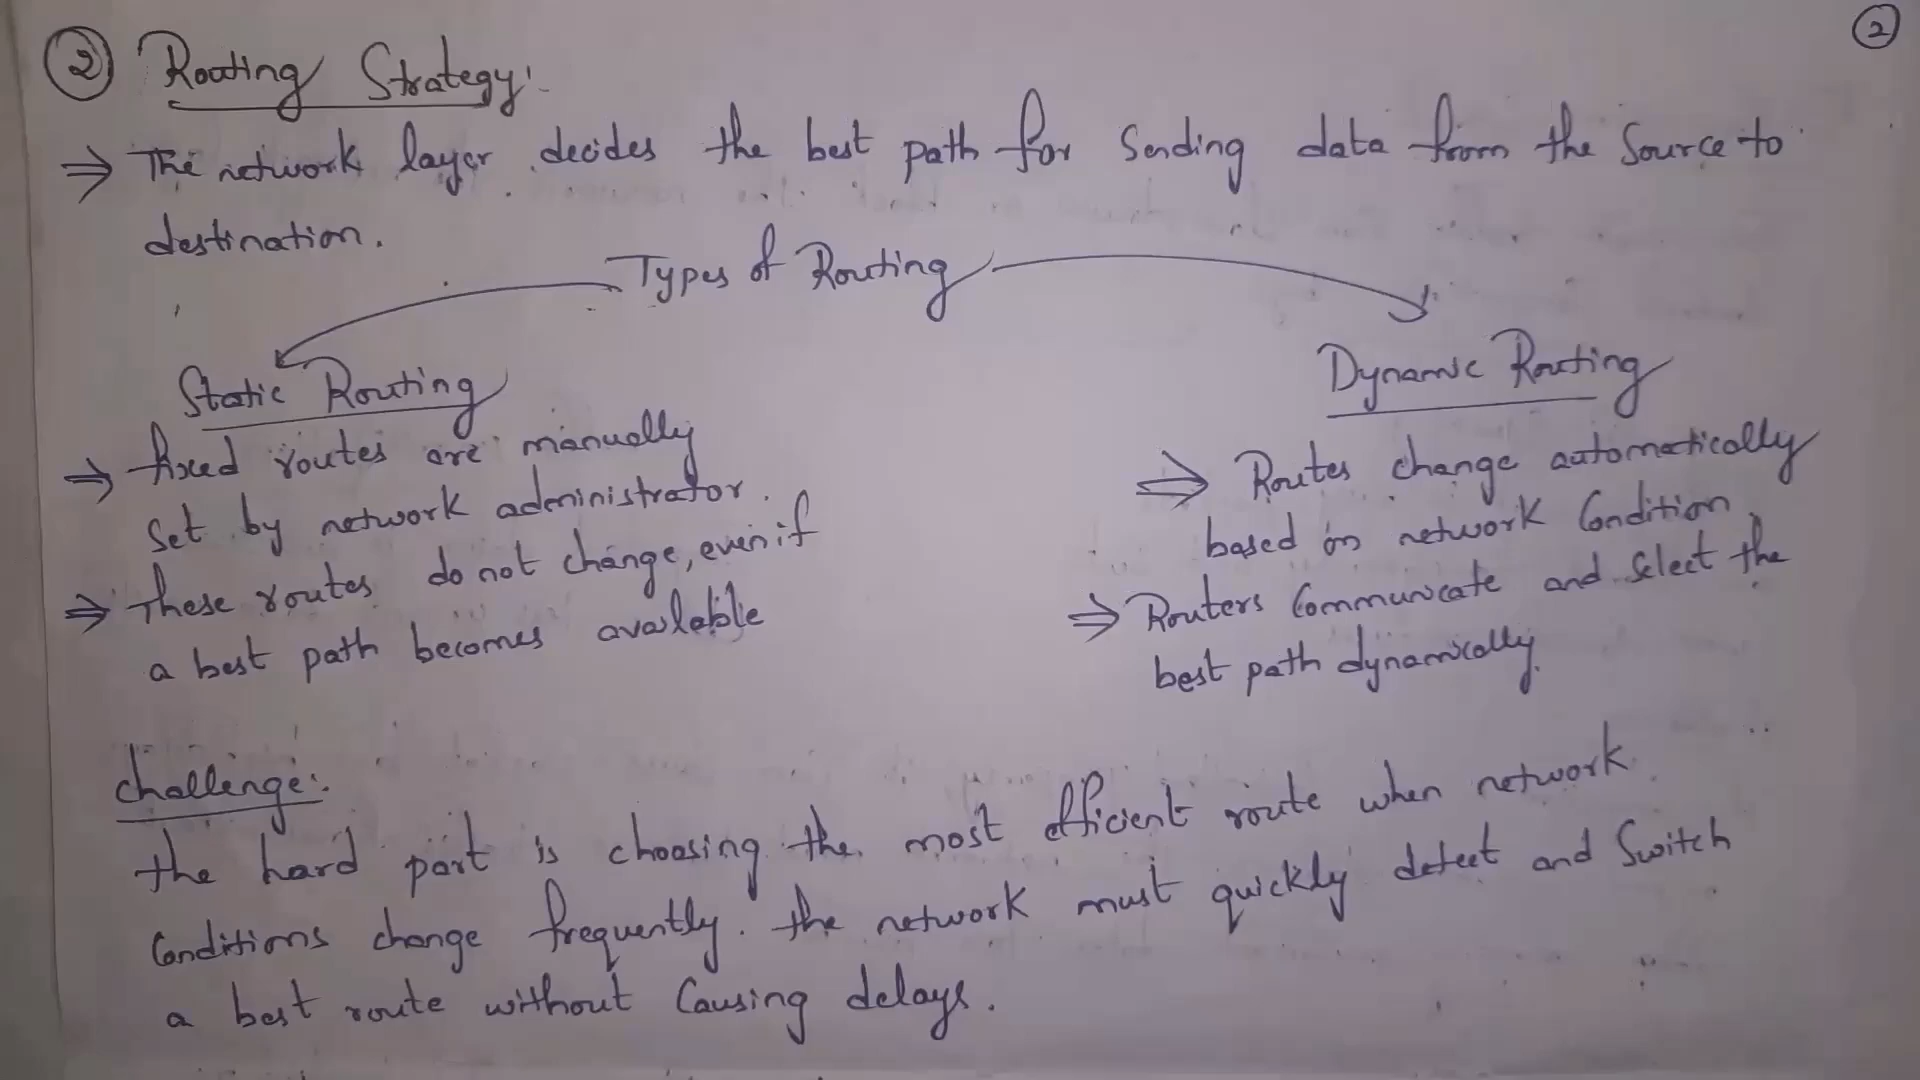 ② Routing Strategy:
②
⇒ The network layer decides the best path for Sending data from the Source to
destination.
Types of Routing
Static Routing
⇒ fixed routes are manually
Set by network administrator.
⇒ These routes do not change, even if
a best path becomes available
Dynamic Routing
⇒ Routes change automatically
based on network Condition.
⇒ Routers Communicate and Select the
best path dynamically.
Challenge:
the hard part is choosing the most efficient route when network
Conditions change frequently. the network must quickly detect and Switch
a best route without Causing delays.